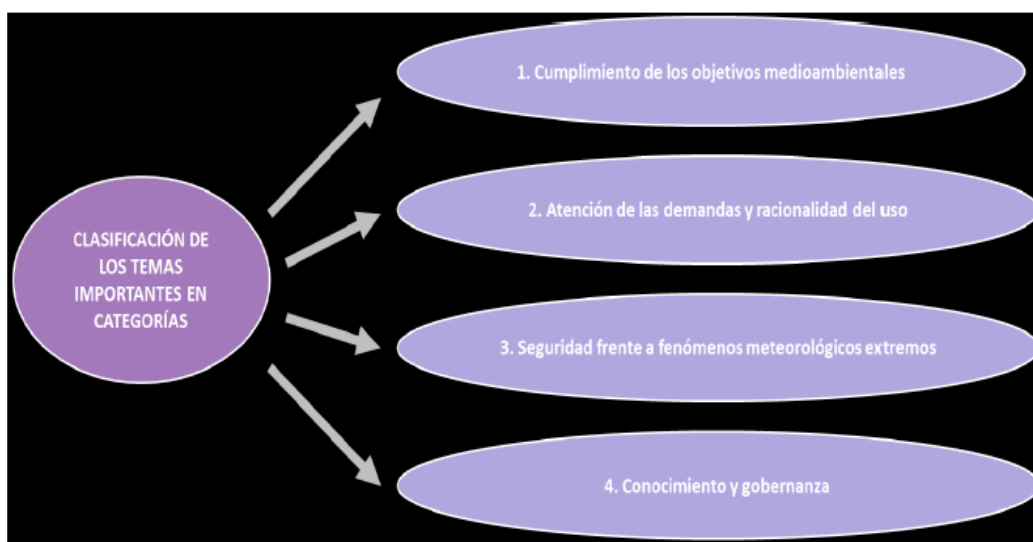 CLASIFICACIÓN DE
LOS TEMAS
IMPORTANTES EN
CATEGORÍAS
1. Cumplimiento de los objetivos medioambientales
2. Atención de las demandas y racionalidad del uso
3. Seguridad frente a fenómenos meteorológicos extremos
4. Conocimiento y gobernanza